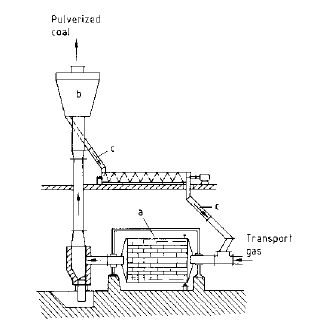 Pulverized
coal
b
c
c
a
Transport
gas